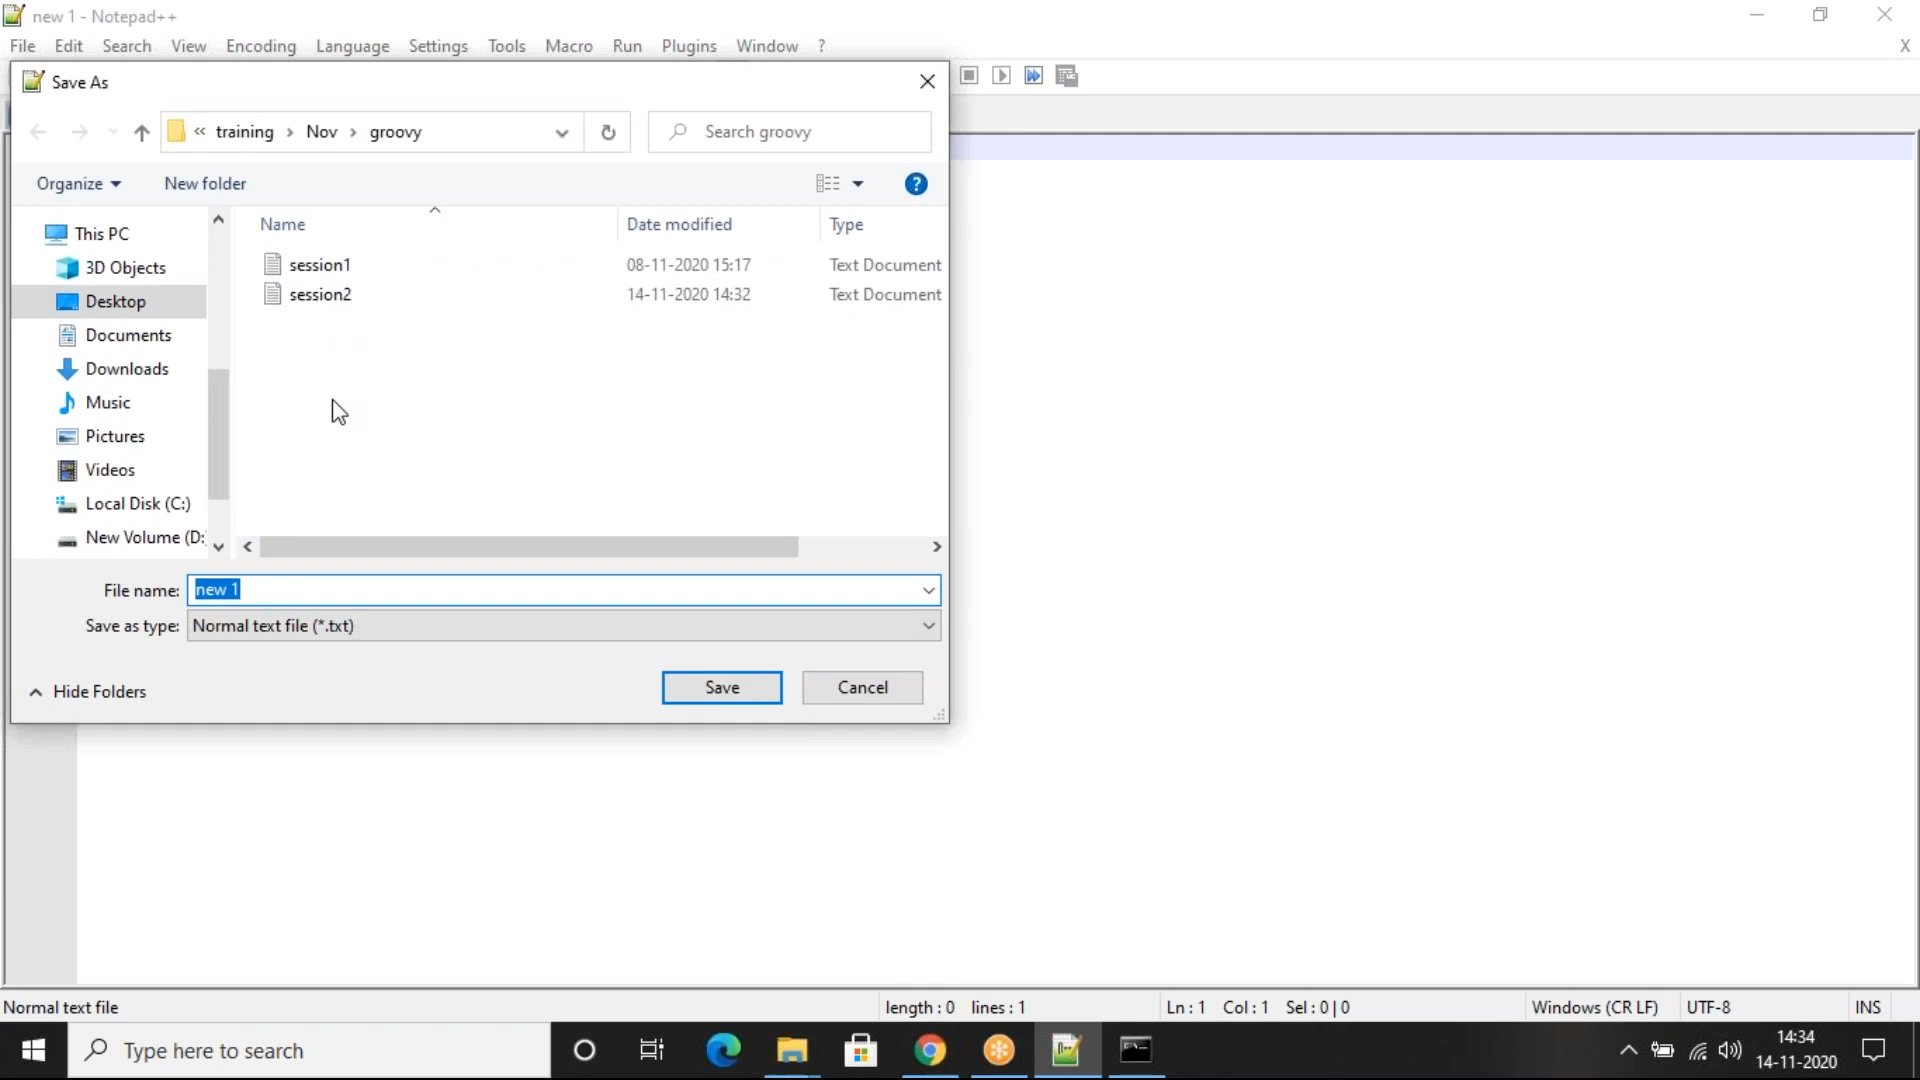 new 1 - Notepad++
File Edit Search View Encoding Language Settings Tools Macro Run Plugins Window ? X
Save As
« training › Nov › groovy
Search groovy
Organize New folder ?
Name Date modified Type
This PC
3D Objects
Desktop
Documents
Downloads
Music
Pictures
Videos
Local Disk (C:)
New Volume (D:
session1 08-11-2020 15:17 Text Document
session2 14-11-2020 14:32 Text Document
File name: new 1
Save as type: Normal text file (*.txt)
Hide Folders Save Cancel
Normal text file length : 0 lines : 1 Ln : 1 Col : 1 Sel : 0 | 0 Windows (CR LF) UTF-8 INS
Type here to search
14:34
14-11-2020